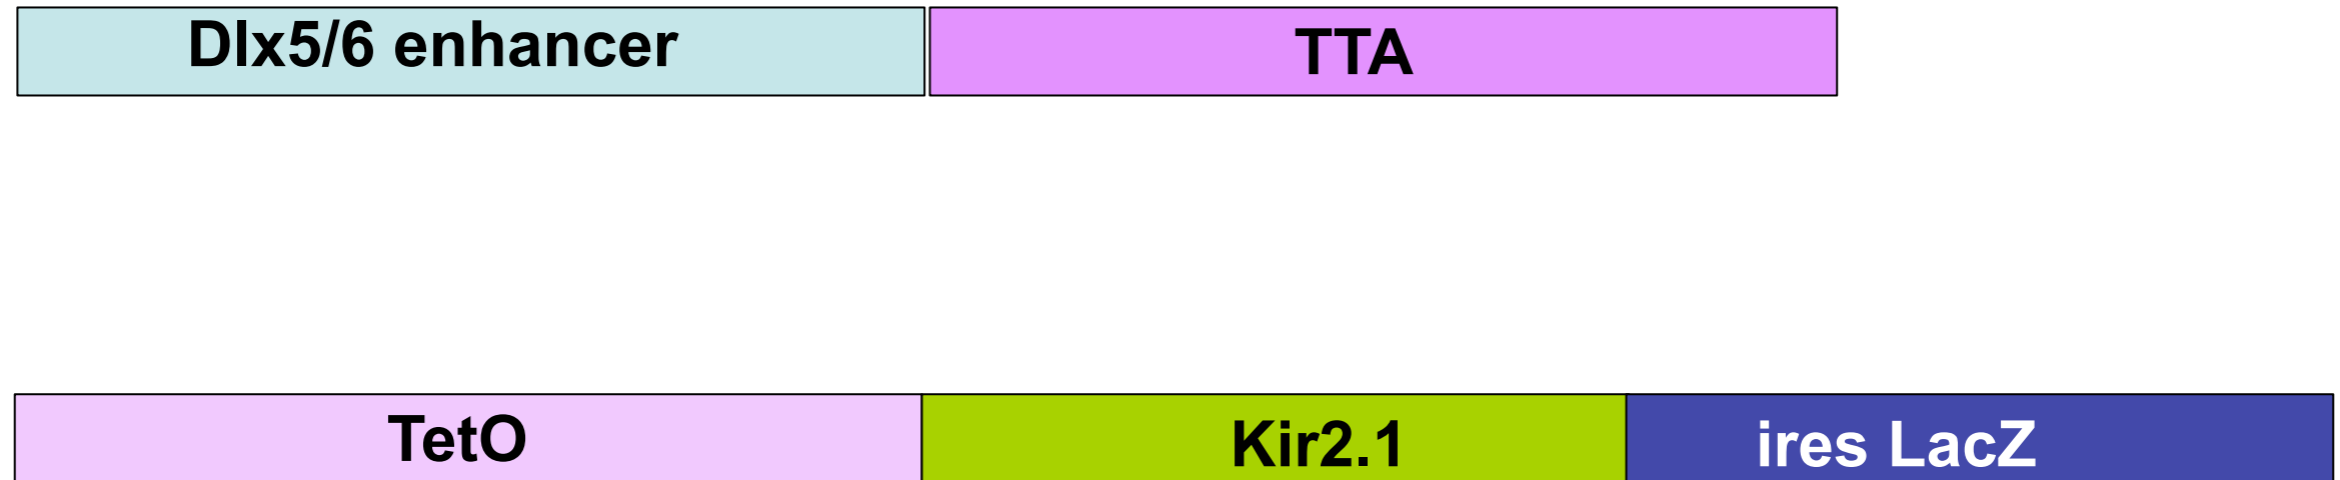 Dlx5/6 enhancer
TTA
TetO
Kir2.1
ires LacZ